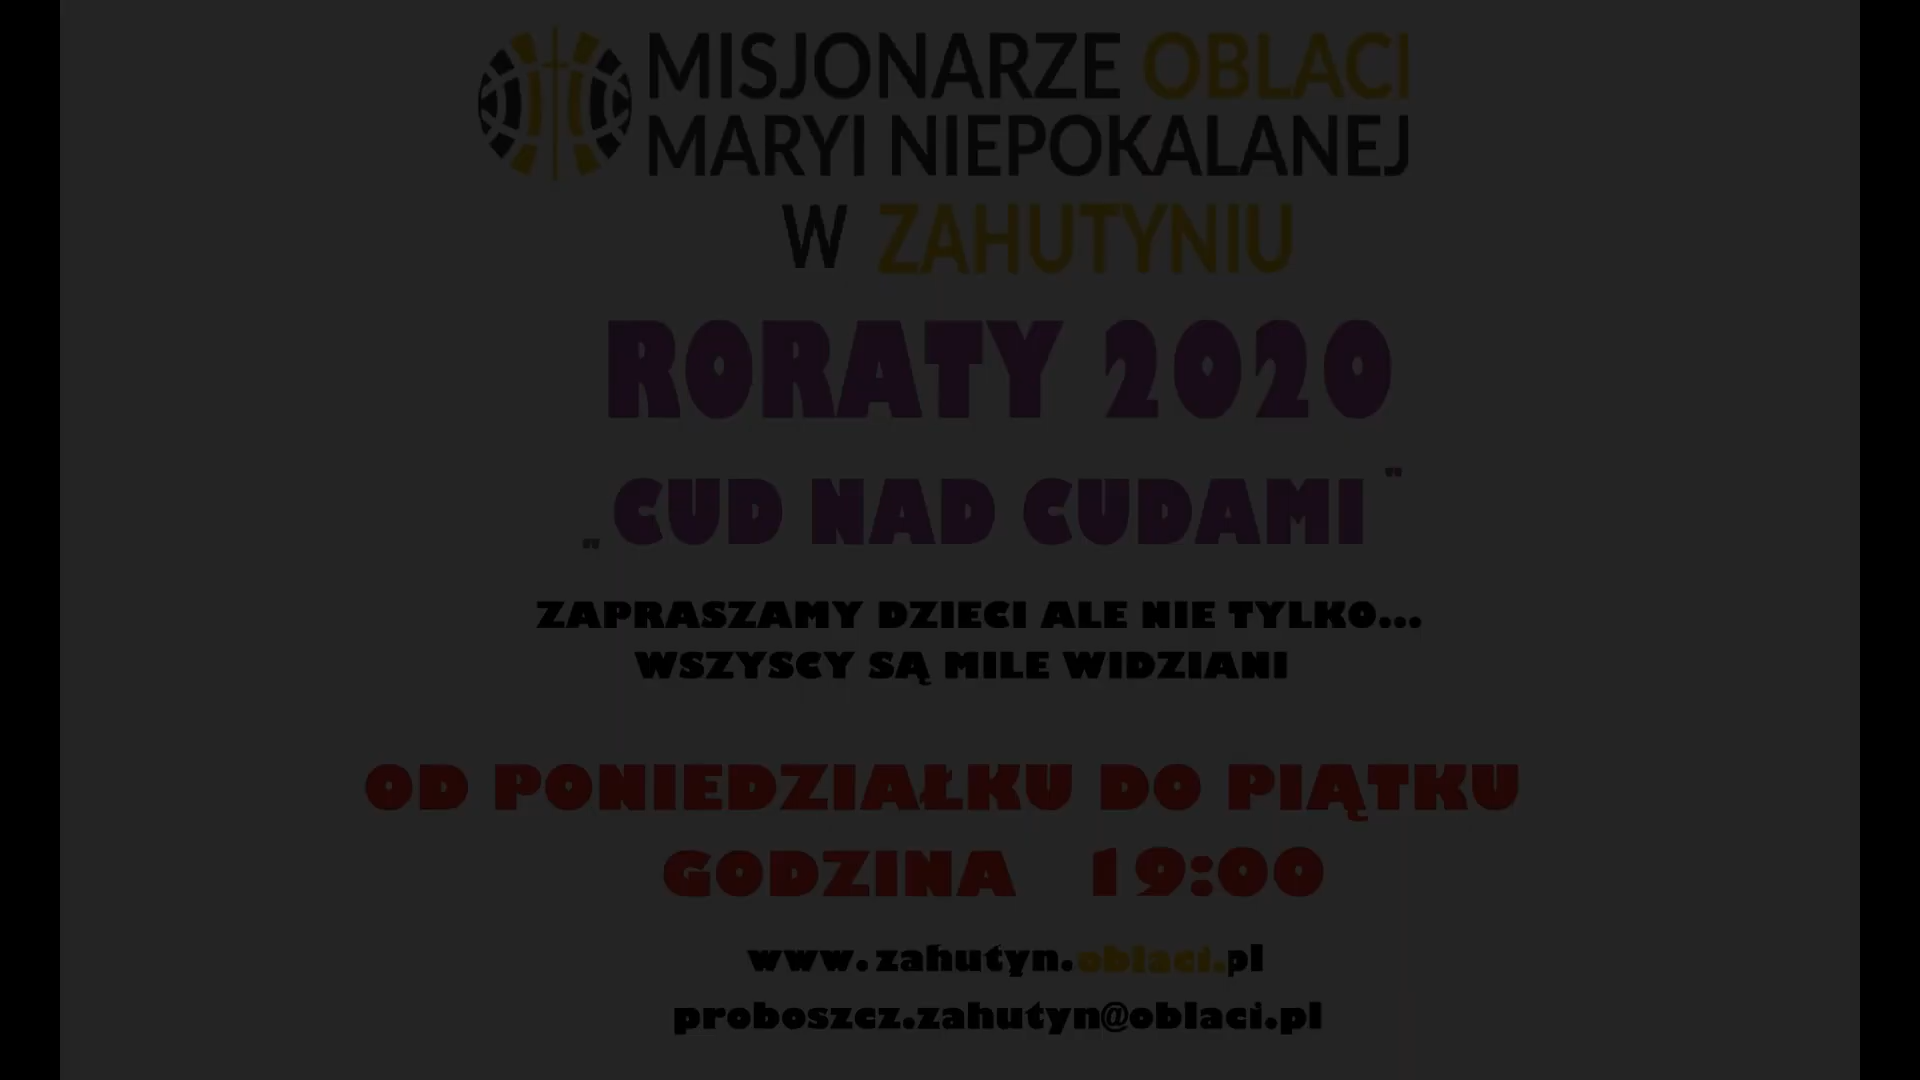 MISJONARZE OBLACI
MARYI NIEPOKALANEJ
W ZAHUTYNIU
RORATY 2020
„ CUD NAD CUDAMI "
ZAPRASZAMY DZIECI ALE NIE TYLKO...
WSZYSCY SĄ MILE WIDZIANI
OD PONIEDZIAŁKU DO PIĄTKU
GODZINA 19:00
www.zahutyn.oblaci.pl
proboszcz.zahutyn@oblaci.pl